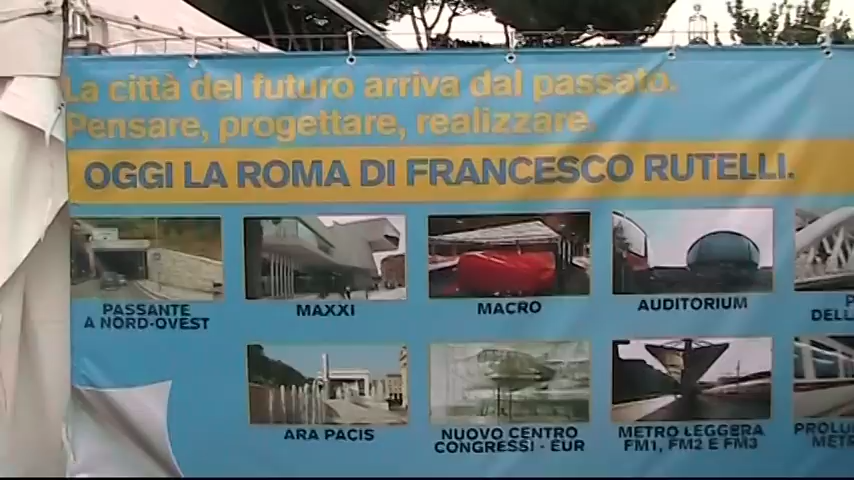 La città del futuro arriva dal passato.
Pensare, progettare, realizzare.
OGGI LA ROMA DI FRANCESCO RUTELLI.
PASSANTE
A NORD-OVEST
MAXXI
MACRO
AUDITORIUM
ARA PACIS
NUOVO CENTRO
CONGRESSI - EUR
METRO LEGGERA
FM1, FM2 E FM3